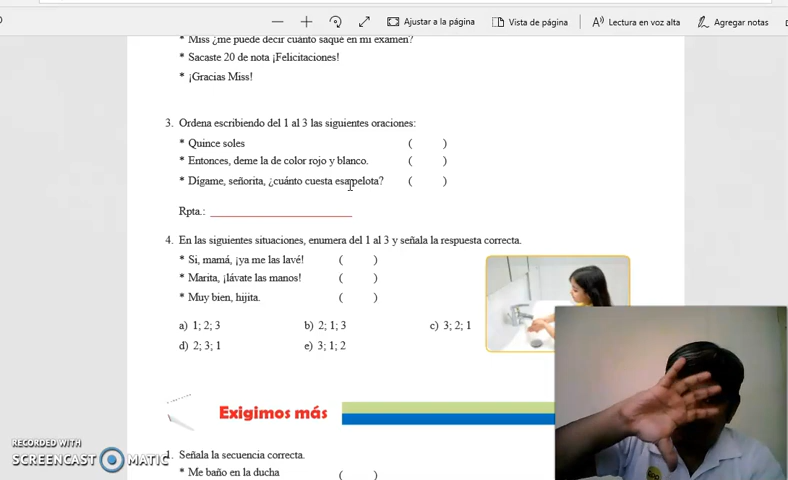 Ajustar a la página
Vista de página
Lectura en voz alta
Agregar notas
* Miss ¿me puede decir cuánto saqué en mi examen?
* Sacaste 20 de nota ¡Felicitaciones!
* ¡Gracias Miss!
3. Ordena escribiendo del 1 al 3 las siguientes oraciones:
* Quince soles ( )
* Entonces, deme la de color rojo y blanco. ( )
* Dígame, señorita, ¿cuánto cuesta esa pelota? ( )
Rpta.:
4. En las siguientes situaciones, enumera del 1 al 3 y señala la respuesta correcta.
* Si, mamá, ¡ya me las lavé! ( )
* Marita, ¡lávate las manos! ( )
* Muy bien, hijita. ( )
a) 1; 2; 3 b) 2; 1; 3 c) 3; 2; 1
d) 2; 3; 1 e) 3; 1; 2
Exigimos más
RECORDED WITH
SCREENCAST MATIC
1. Señala la secuencia correcta.
* Me baño en la ducha ( )